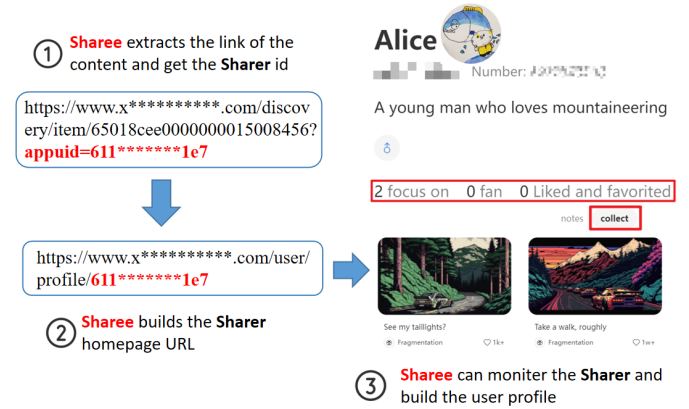 1
Sharee extracts the link of the
content and get the Sharer id
https://www.x**********.com/discov
ery/item/65018cee0000000015008456?
appuid=611*******1e7
https://www.x**********.com/user/
profile/611*******1e7
2
Sharee builds the Sharer
homepage URL
Alice
Number:
A young man who loves mountaineering
2 focus on 0 fan 0 Liked and favorited
notes collect
See my taillights?
Fragmentation 1k+
Take a walk, roughly
Fragmentation 1w+
3
Sharee can moniter the Sharer and
build the user profile